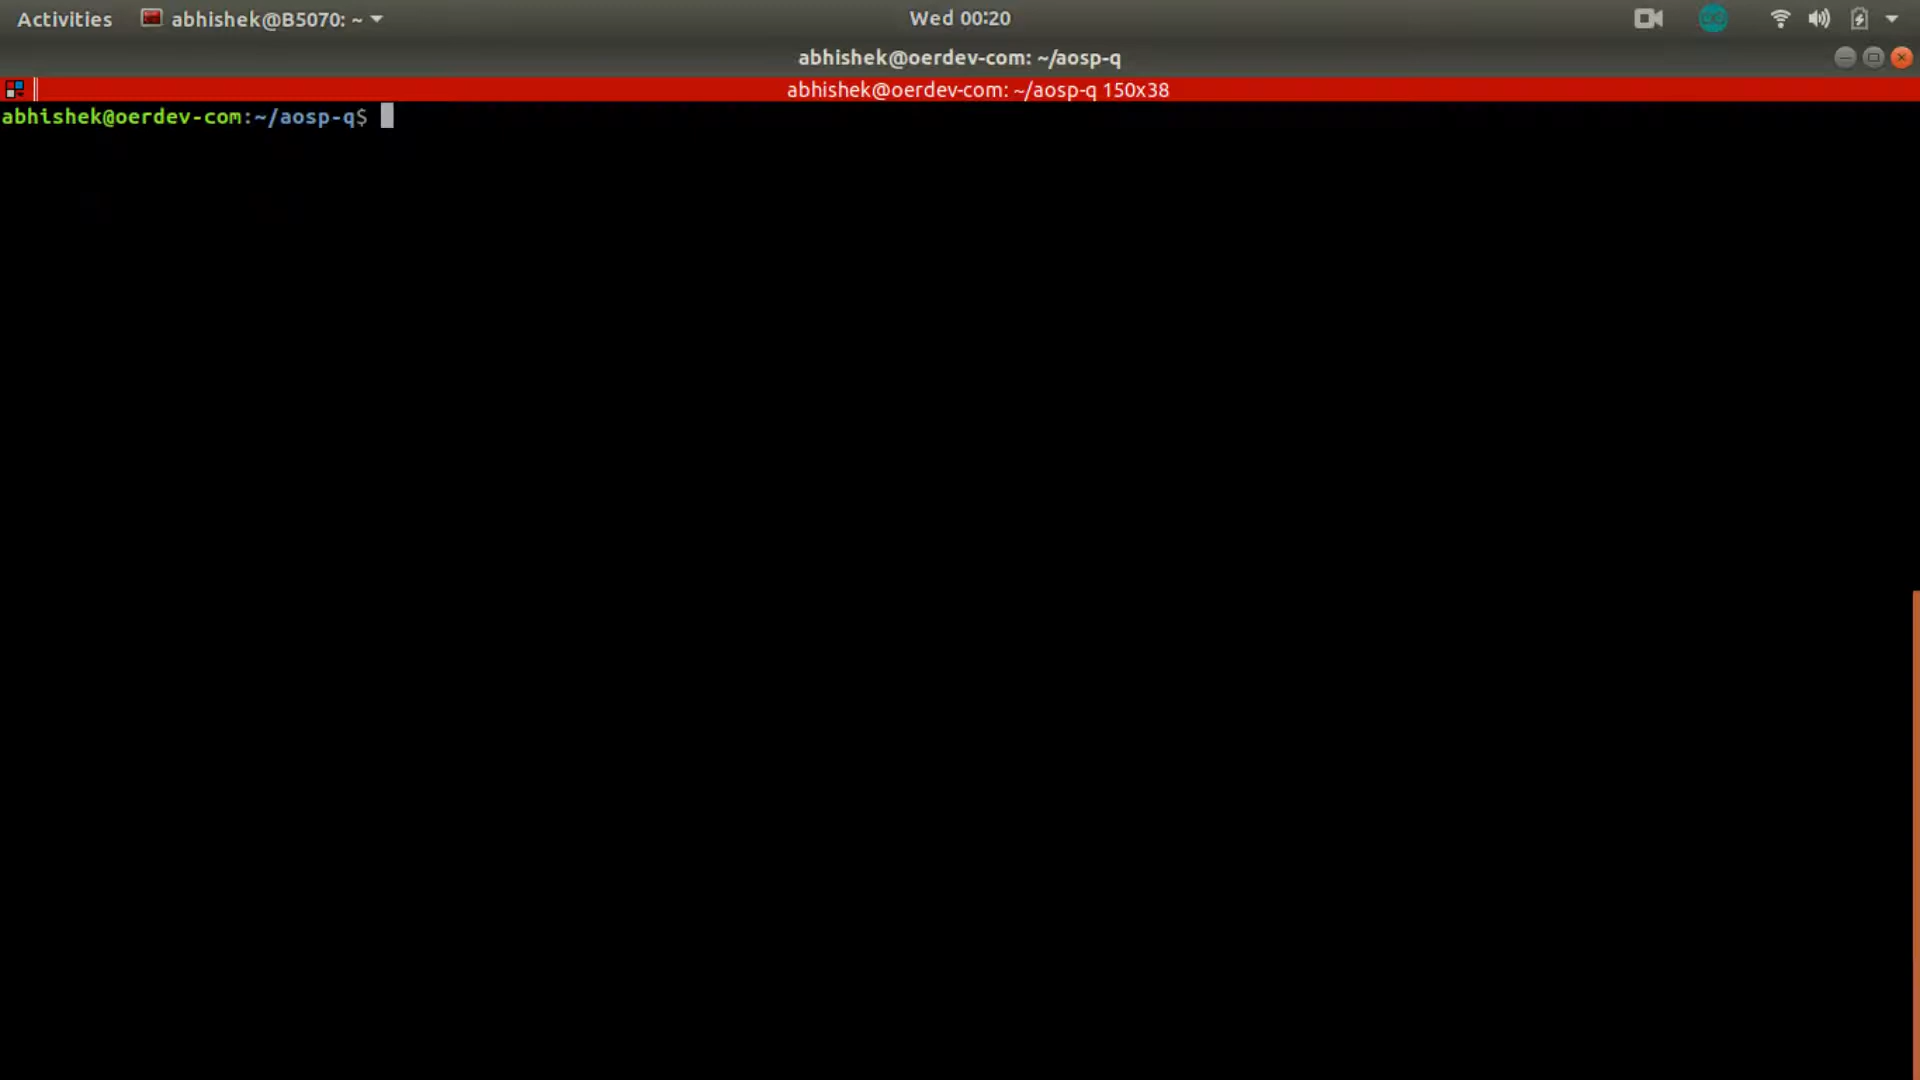 Activities abhishek@B5070: ~ Wed 00:20
abhishek@oerdev-com: ~/aosp-q
abhishek@oerdev-com: ~/aosp-q 150x38
abhishek@oerdev-com:~/aosp-q$